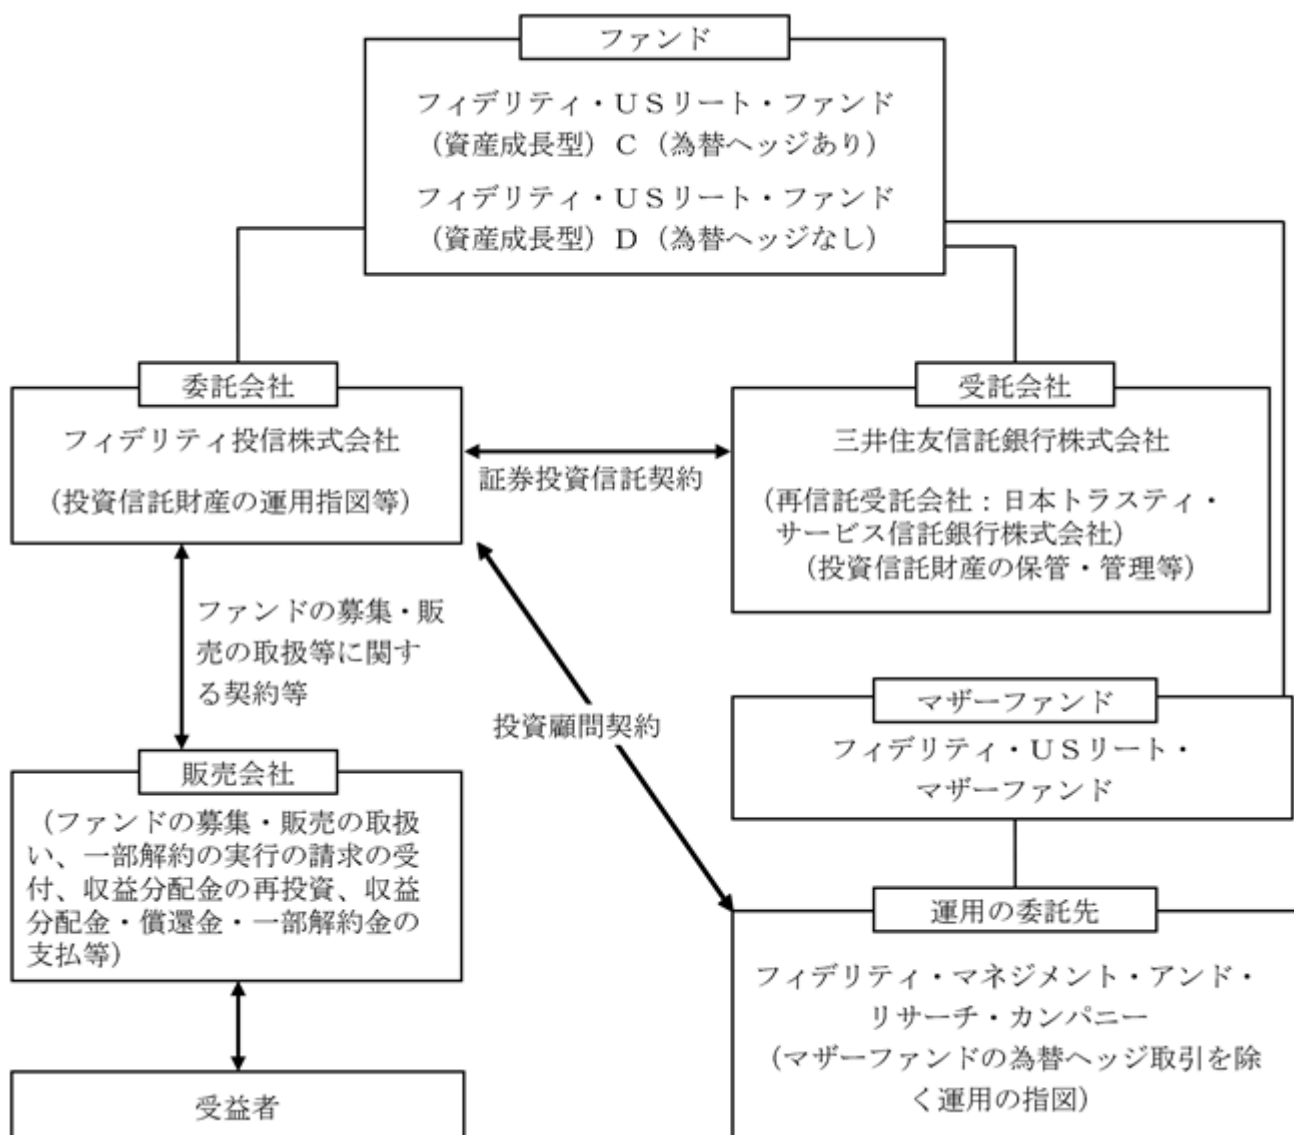 ファンド
フィデリティ・ＵＳリート・ファンド
（資産成長型）Ｃ（為替ヘッジあり）
フィデリティ・ＵＳリート・ファンド
（資産成長型）Ｄ（為替ヘッジなし）
委託会社
フィデリティ投信株式会社
（投資信託財産の運用指図等）
証券投資信託契約
受託会社
三井住友信託銀行株式会社
（再信託受託会社：日本トラスティ・
サービス信託銀行株式会社）
（投資信託財産の保管・管理等）
ファンドの募集・販
売の取扱等に関す
る契約等
投資顧問契約
マザーファンド
フィデリティ・ＵＳリート・
マザーファンド
販売会社
（ファンドの募集・販売の取扱
い、一部解約の実行の請求の受
付、収益分配金の再投資、収益
分配金・償還金・一部解約金の
支払等）
運用の委託先
フィデリティ・マネジメント・アンド・
リサーチ・カンパニー
（マザーファンドの為替ヘッジ取引を除
く運用の指図）
受益者